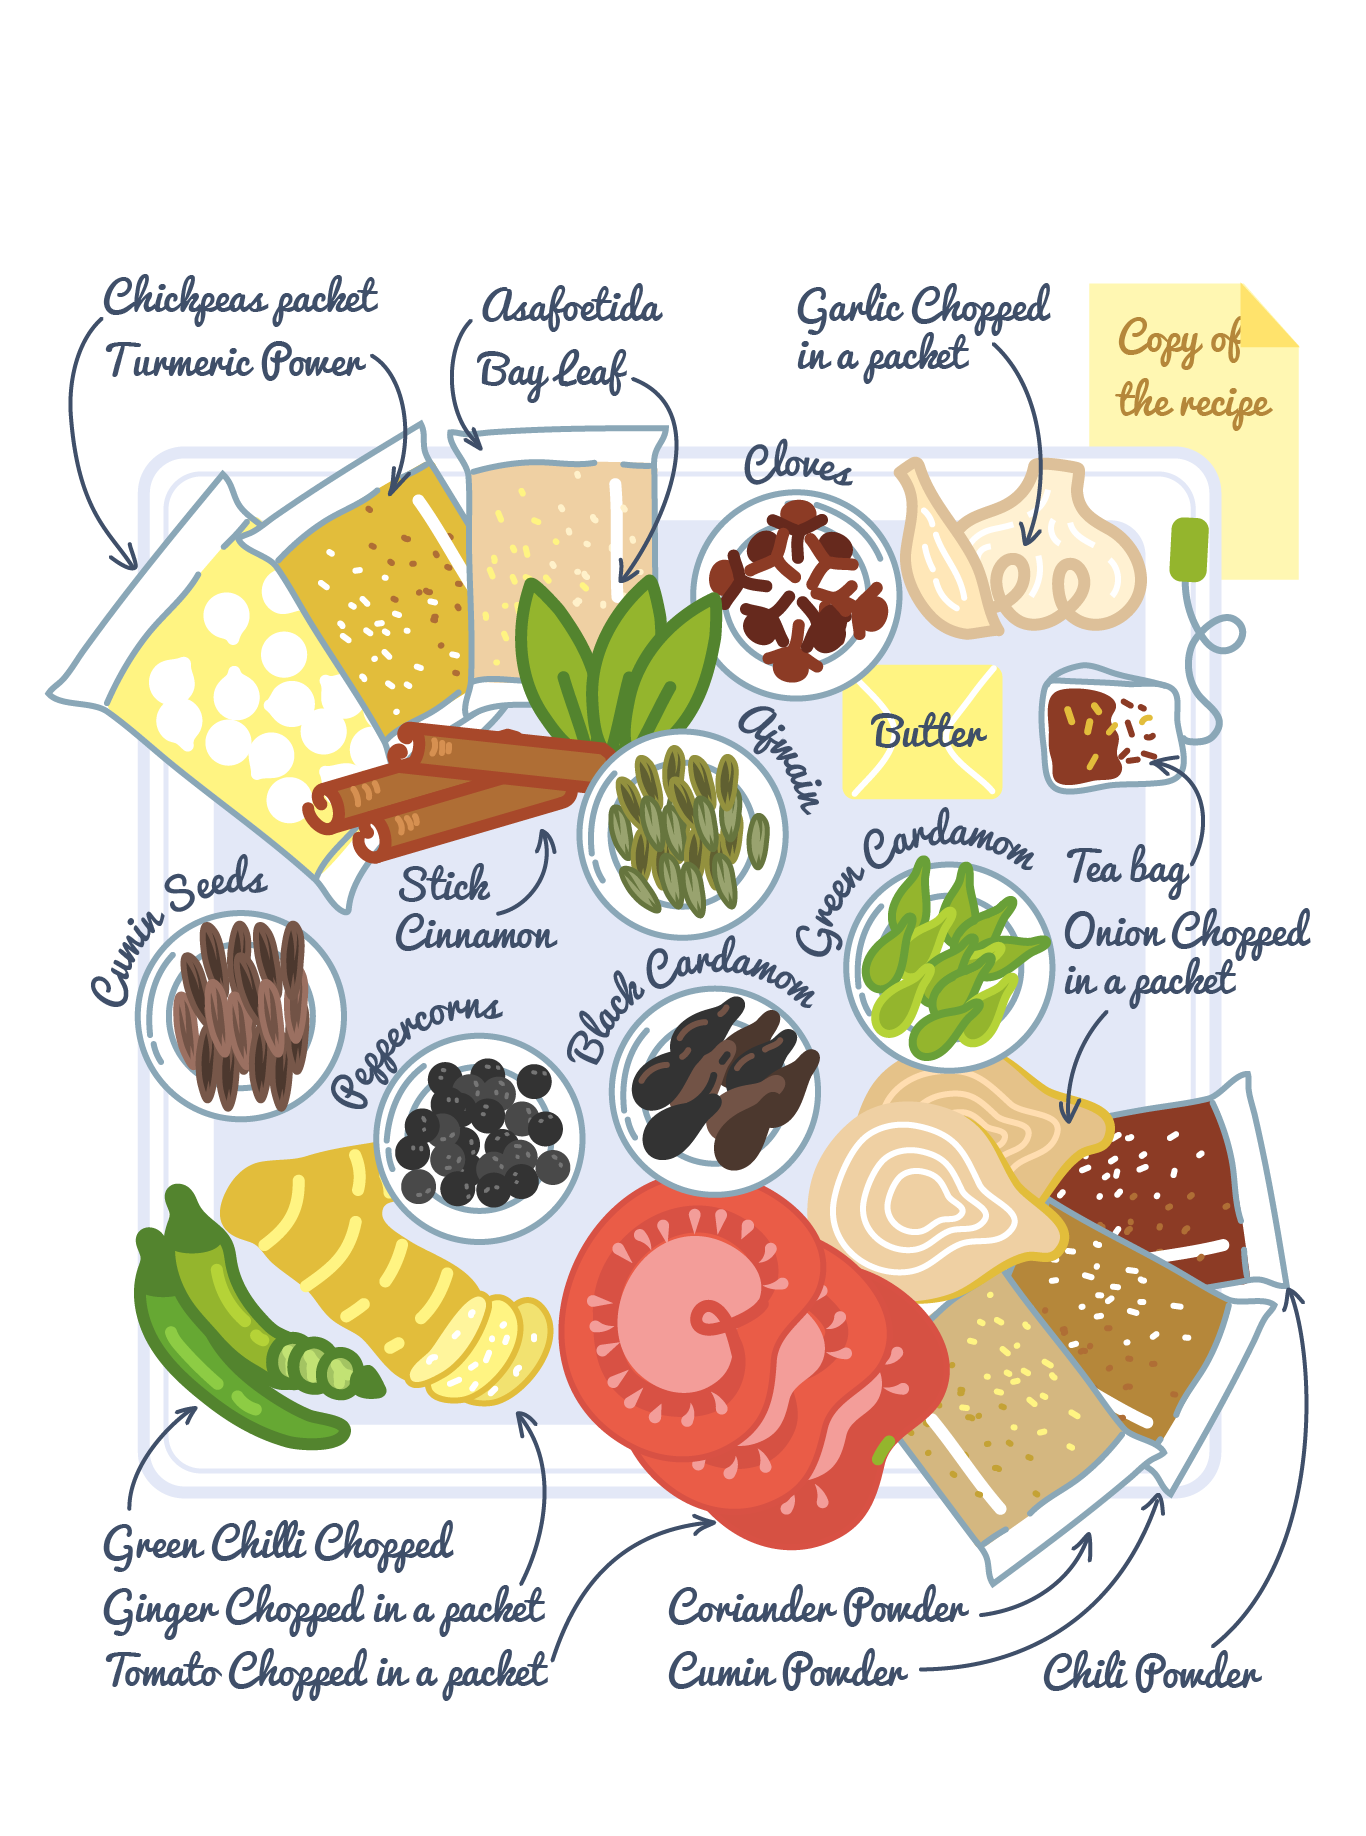 Chickpeas packet
Turmeric Power
Asafoetida
Bay Leaf
Garlic Chopped
in a packet
Copy of
the recipe
Cloves
Butter
Ajwain
Tea bag
Green Cardamom
Stick
Cinnamon
Cumin Seeds
Onion Chopped
in a packet
Black Cardamom
Peppercorns
Green Chilli Chopped
Ginger Chopped in a packet
Tomato Chopped in a packet
Coriander Powder
Cumin Powder
Chili Powder